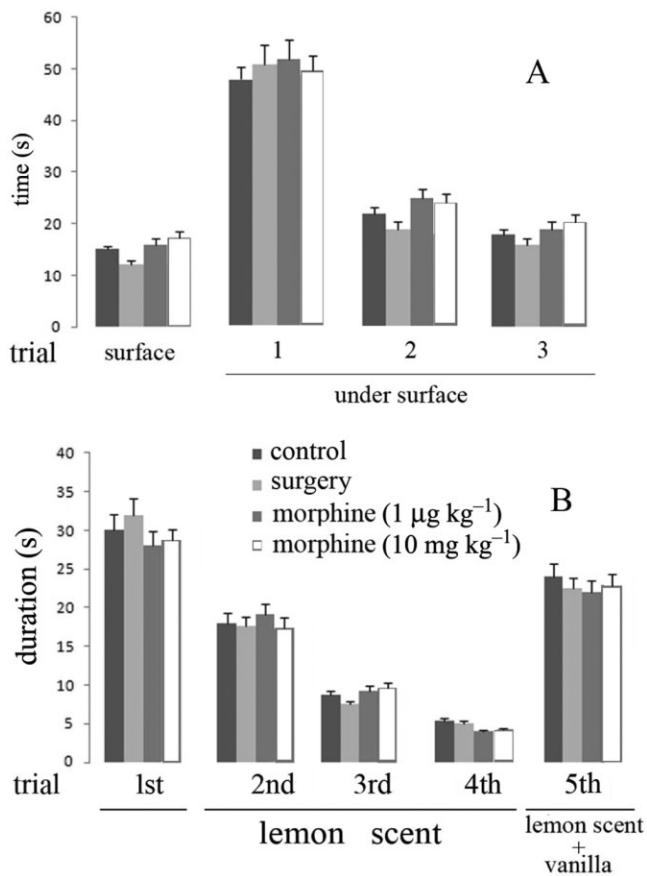 60
50
40
30
20
10
0
time (s)
A
trial surface 1 2 3
under surface
40
35
30
25
20
15
10
5
0
duration (s)
control
surgery
morphine (1 μg kg⁻¹)
morphine (10 mg kg⁻¹)
B
trial 1st 2nd 3rd 4th 5th
lemon scent
lemon scent
+
vanilla